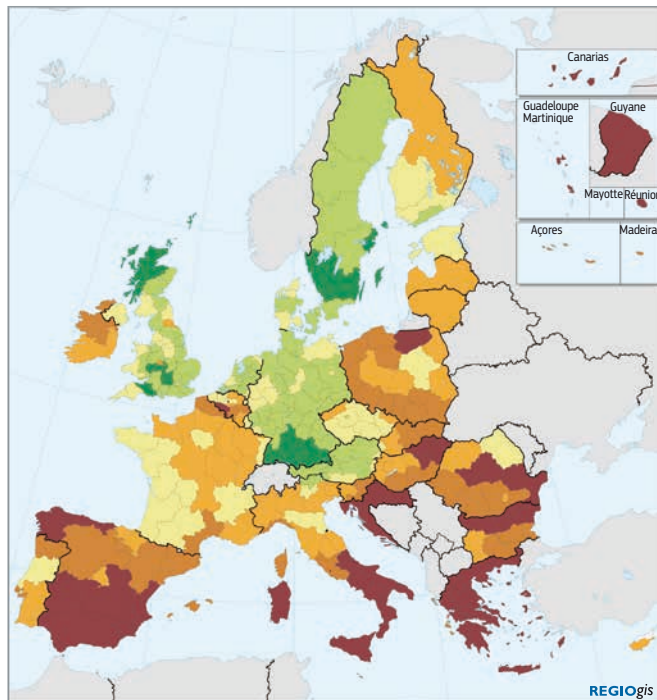 Canarias
Guadeloupe
Martinique
Guyane
Mayotte
Réunion
Açores
Madeira
REGIOgis